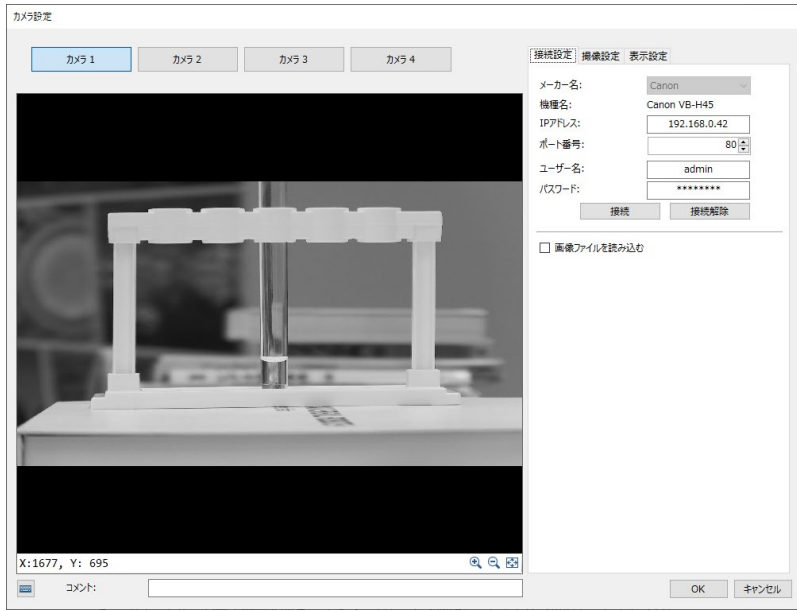 カメラ設定
カメラ 1
カメラ 2
カメラ 3
カメラ 4
接続設定
撮像設定
表示設定
メーカー名:
Canon
機種名:
Canon VB-H45
IPアドレス:
192.168.0.42
ポート番号:
80
ユーザー名:
admin
パスワード:
********
接続
接続解除
画像ファイルを読み込む
X:1677, Y: 695
コメント:
OK
キャンセル